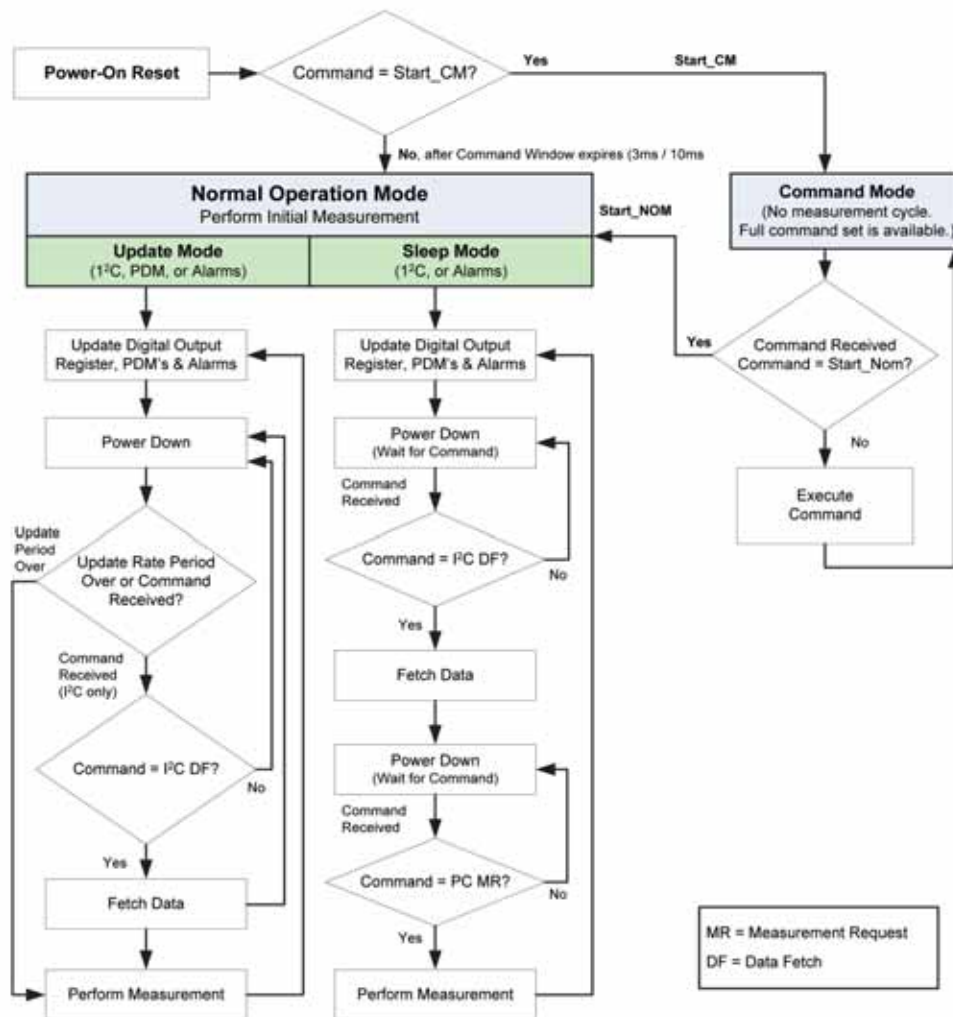 Power-On Reset
Command = Start_CM?
Yes
Start_CM
No, after Command Window expires (3ms / 10ms
Normal Operation Mode
Perform Initial Measurement
Start_NOM
Command Mode
(No measurement cycle.
Full command set is available.)
Update Mode
(1²C, PDM, or Alarms)
Sleep Mode
(1²C, or Alarms)
Update Digital Output
Register, PDM's & Alarms
Update Digital Output
Register, PDM's & Alarms
Yes
Command Received
Command = Start_Nom?
No
Execute
Command
Power Down
Power Down
(Wait for Command)
Command
Received
Update
Period
Over
Update Rate Period
Over or Command
Received?
Command = I²C DF?
No
Yes
Command
Received
(I²C only)
Fetch Data
Command = I²C DF?
No
Power Down
(Wait for Command)
Command
Received
Yes
Command = PC MR?
No
Fetch Data
Yes
Perform Measurement
Perform Measurement
MR = Measurement Request
DF = Data Fetch